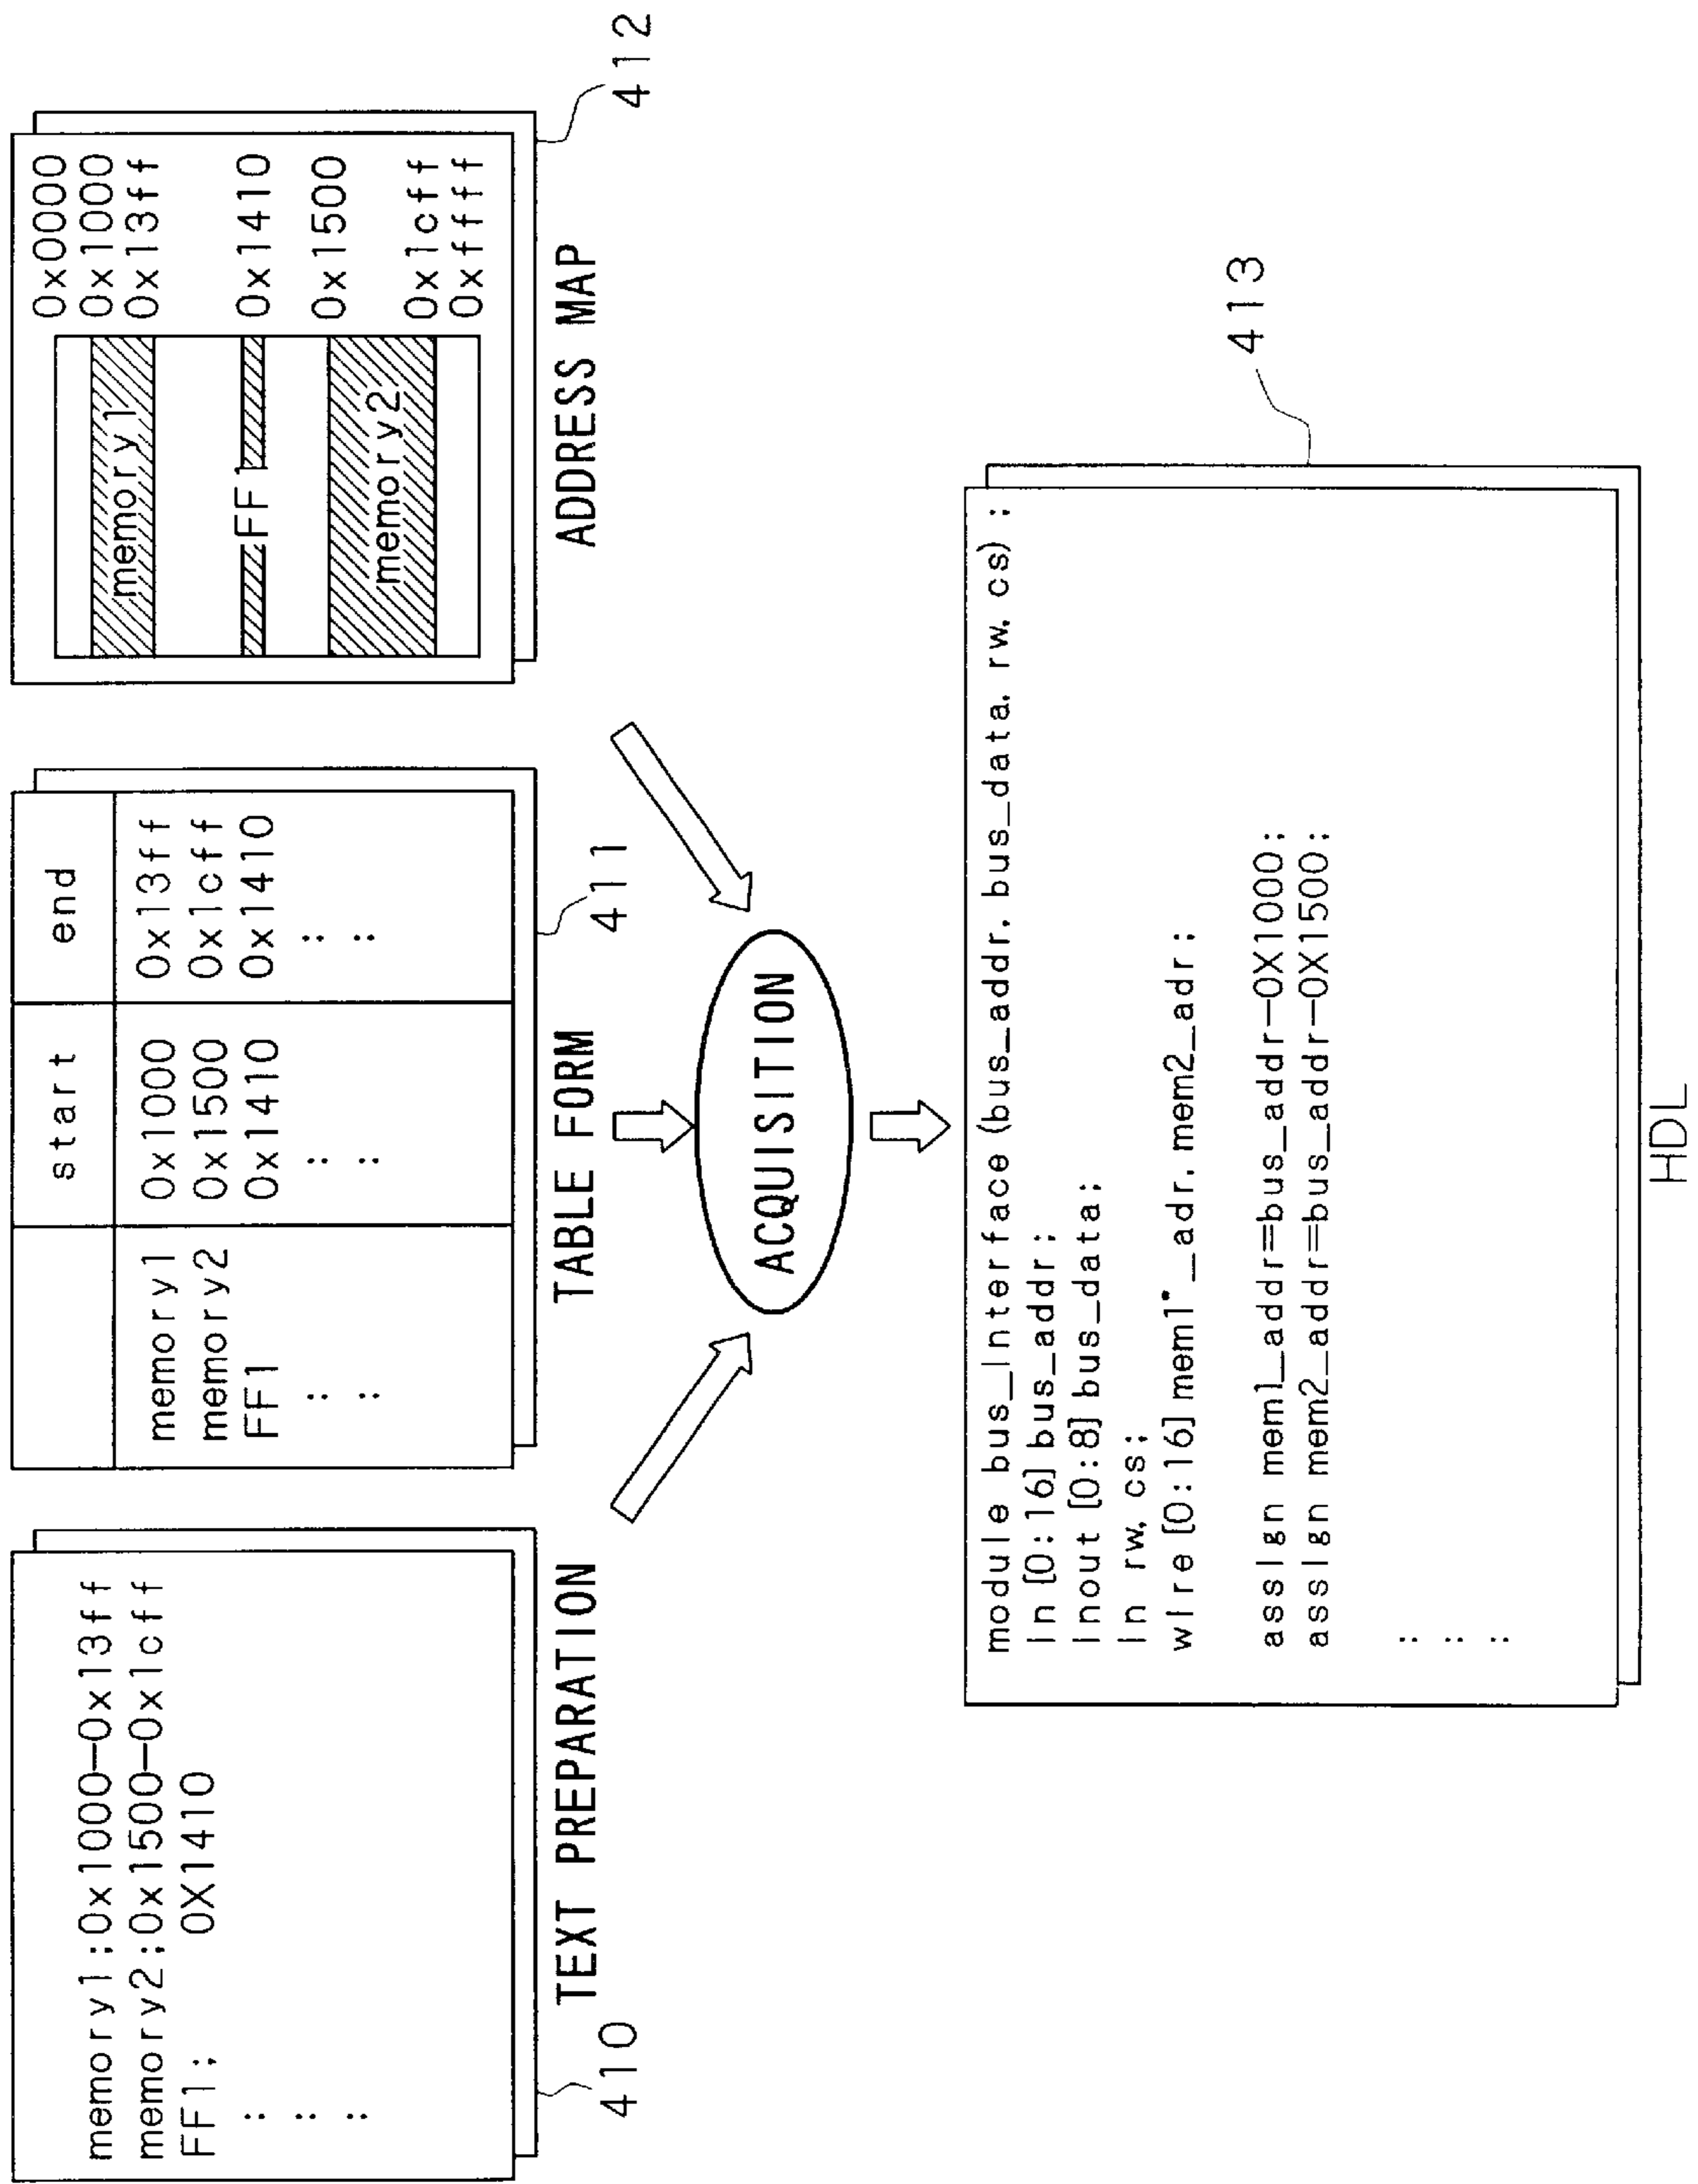 memory1:0x1000-0x13ff
memory2:0x1500-0x1cff
FF1; 0X1410
:
:
:
TEXT PREPARATION
410
start end
memory1 0x1000 0x13ff
memory2 0x1500 0x1cff
FF1 0x1410 0x1410
: : :
: : :
TABLE FORM
411
0x0000
memory1 0x1000
0x13ff
FF1 0x1410
memory2 0x1500
0x1cff
0xffff
ADDRESS MAP
412
ACQUISITION
module bus_interface (bus_addr, bus_data, rw, cs) ;
in [0:16] bus_addr;
inout [0:8] bus_data;
in rw, cs;
wire [0:16] mem1*_adr, mem2_adr;
assign mem1_addr=bus_addr-0X1000;
assign mem2_addr=bus_addr-0X1500;
:
:
:
413
HDL